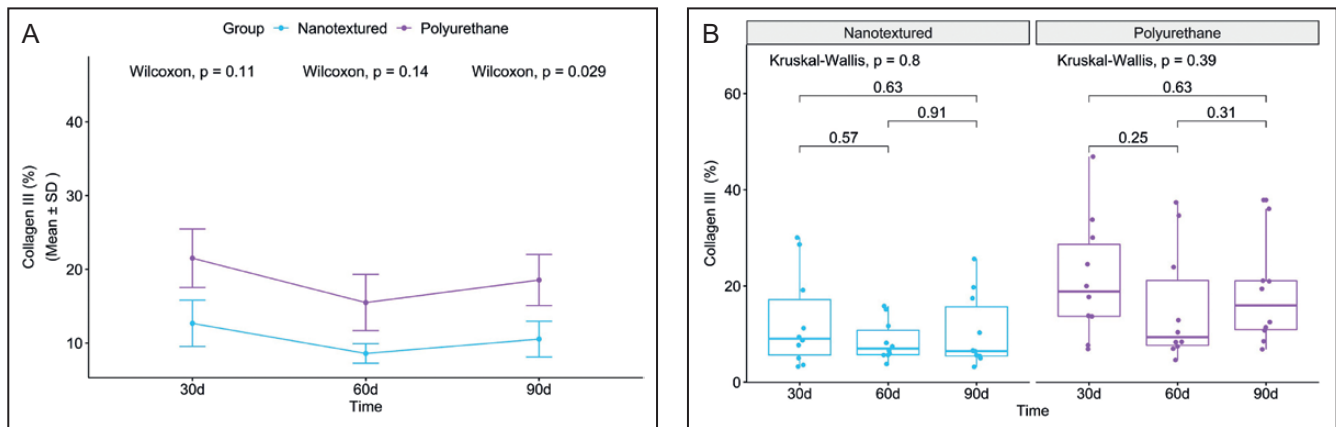 A
Group Nanotextured Polyurethane
Wilcoxon, p = 0.11 Wilcoxon, p = 0.14 Wilcoxon, p = 0.029
40
30
20
10
Collagen III (%)
(Mean ± SD)
30d 60d 90d
Time
B
Nanotextured Polyurethane
Kruskal-Wallis, p = 0.8 Kruskal-Wallis, p = 0.39
0.63 0.63
0.91 0.31
0.57 0.25
60
40
20
0
Collagen III (%)
30d 60d 90d 30d 60d 90d
Time